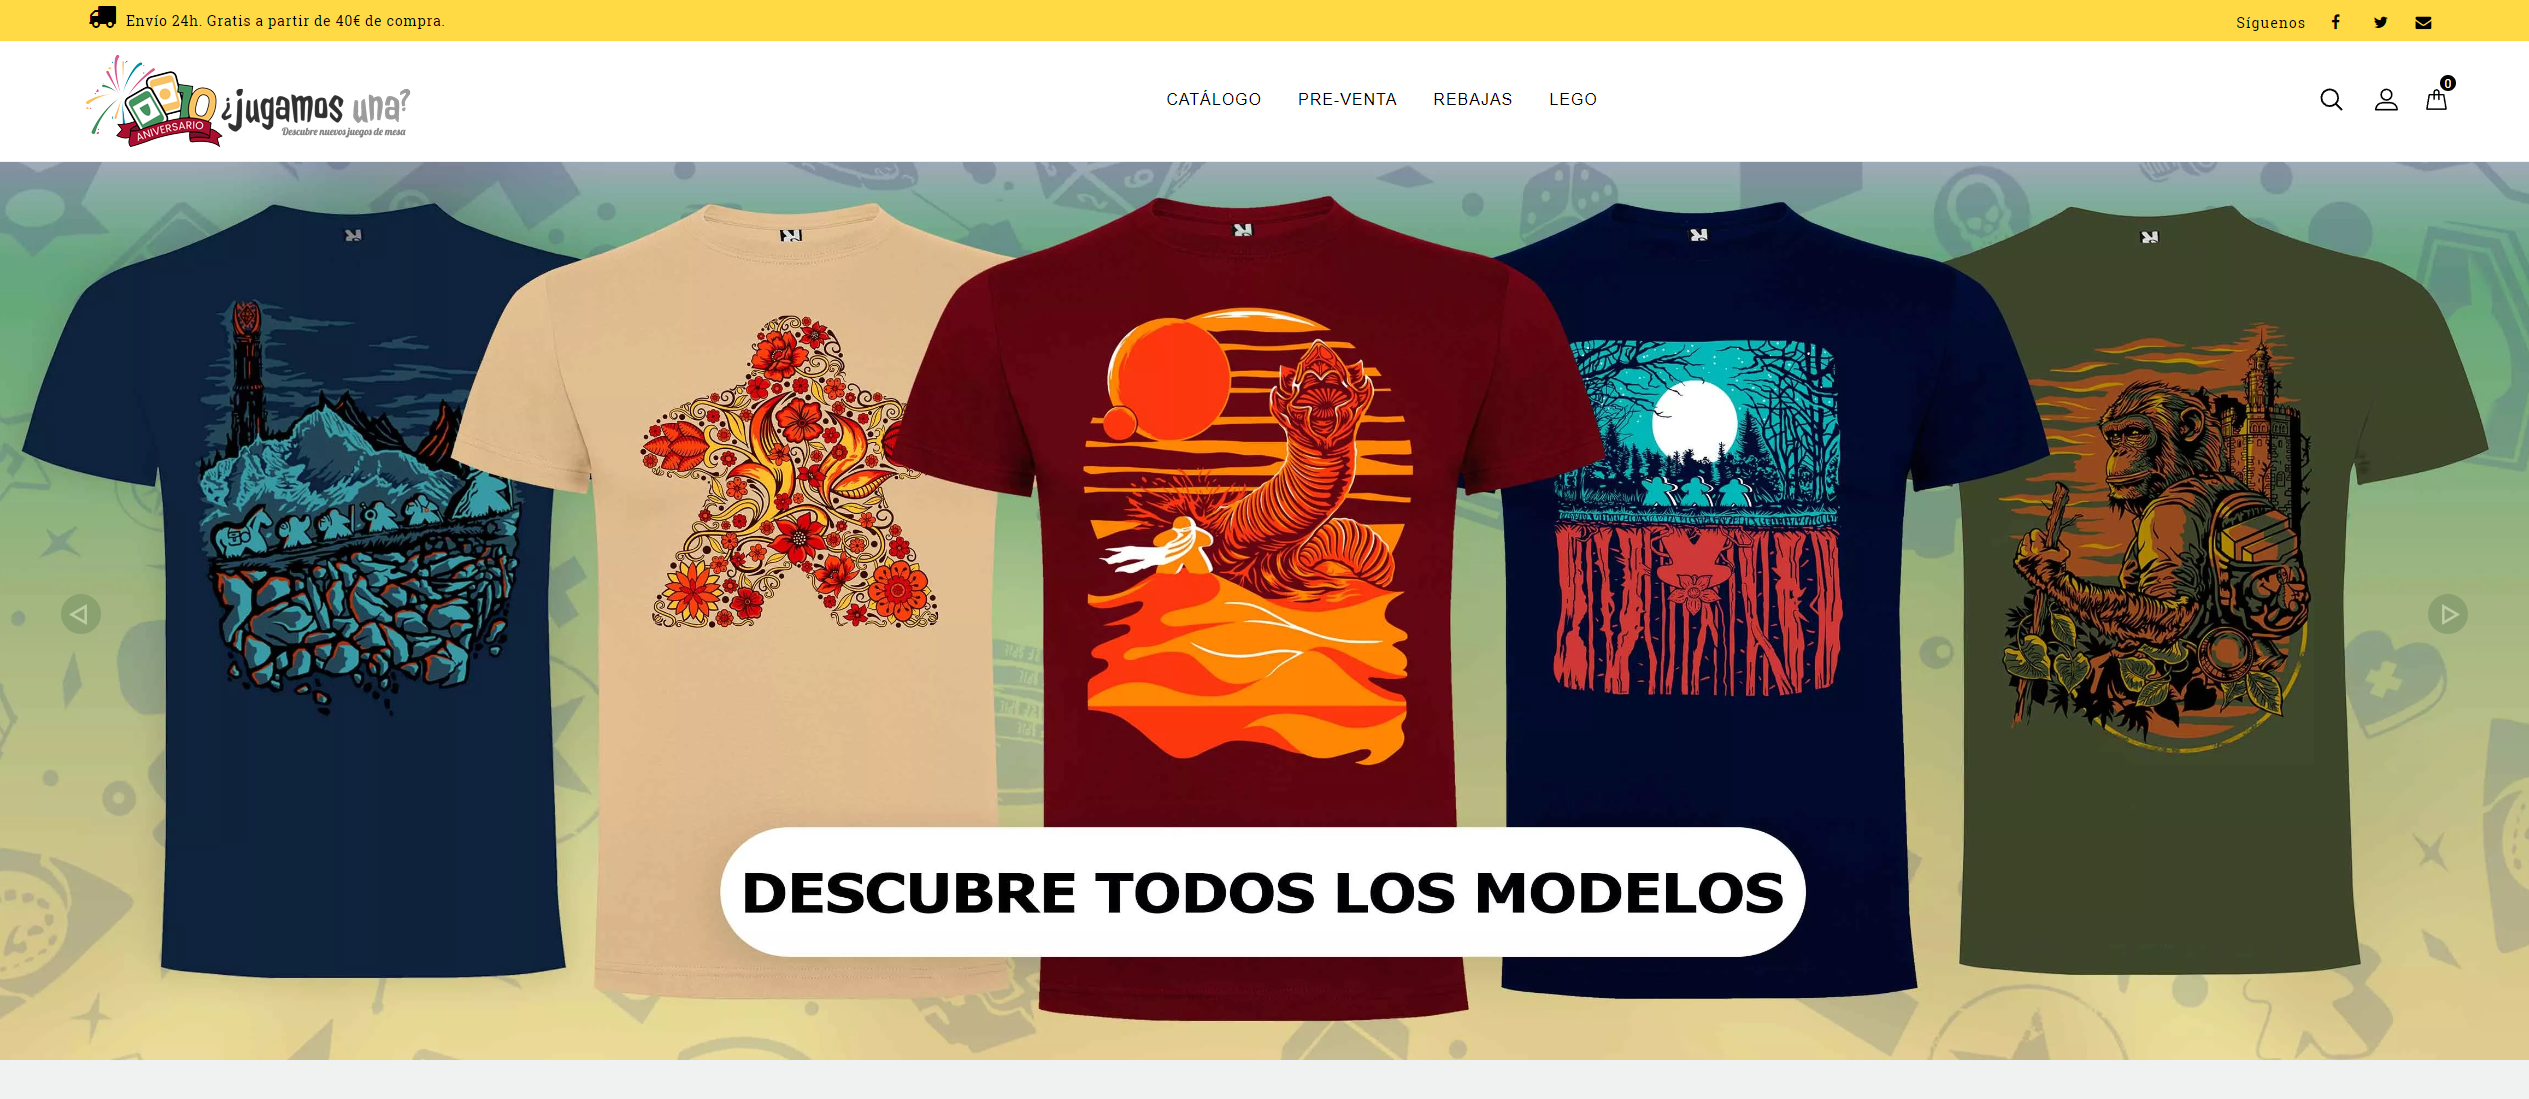 Envío 24h. Gratis a partir de 40€ de compra.
Síguenos
10
ANIVERSARIO
¿jugamos una?
Descubre nuevos juegos de mesa
CATÁLOGO
PRE-VENTA
REBAJAS
LEGO
0
DESCUBRE TODOS LOS MODELOS